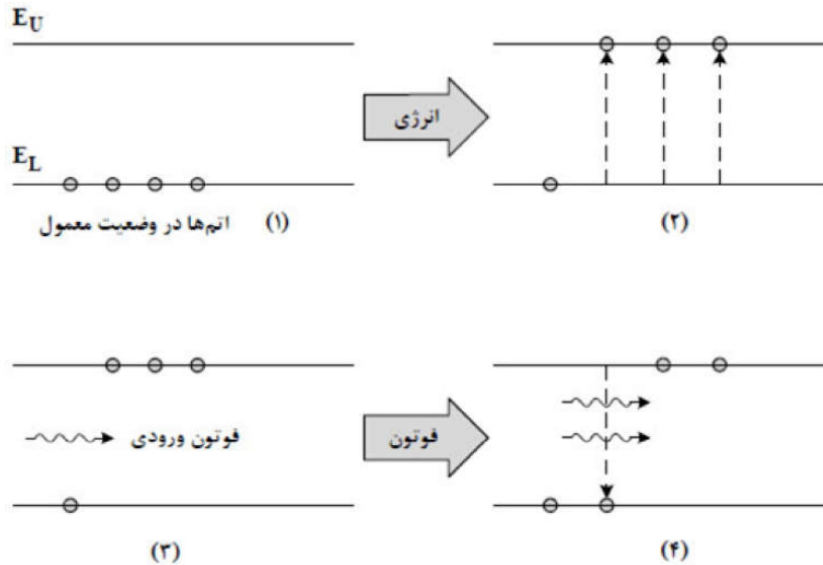 E_U
انرژی
E_L
اتم‌ها در وضعیت معمول (۱)
(۲)
فوتون ورودی
فوتون
(۳)
(۴)